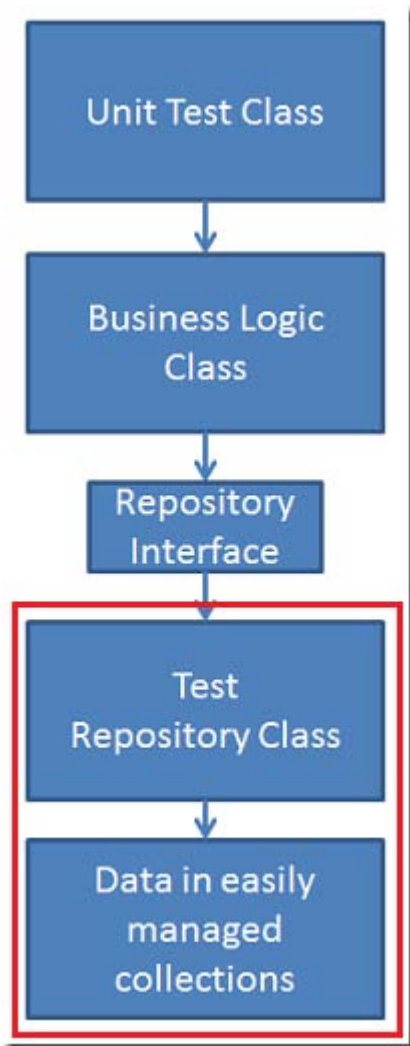 Unit Test Class
Business Logic
Class
Repository
Interface
Test
Repository Class
Data in easily
managed
collections